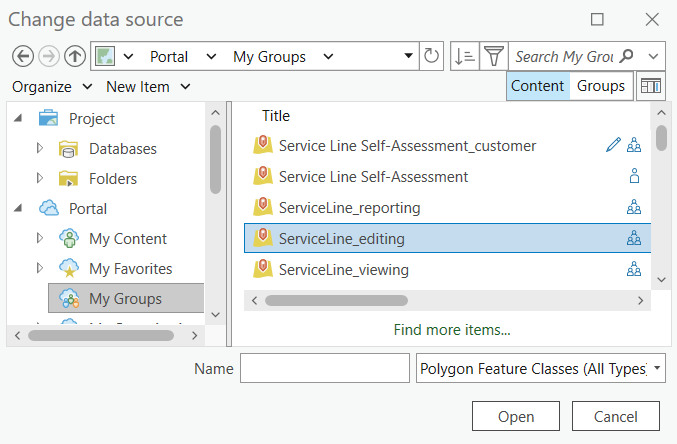 Change data source
Portal My Groups Search My Grou
Organize New Item Content Groups
Project
Databases
Folders
Portal
My Content
My Favorites
My Groups
Title
Service Line Self-Assessment_customer
Service Line Self-Assessment
ServiceLine_reporting
ServiceLine_editing
ServiceLine_viewing
Find more items...
Name Polygon Feature Classes (All Types)
Open Cancel